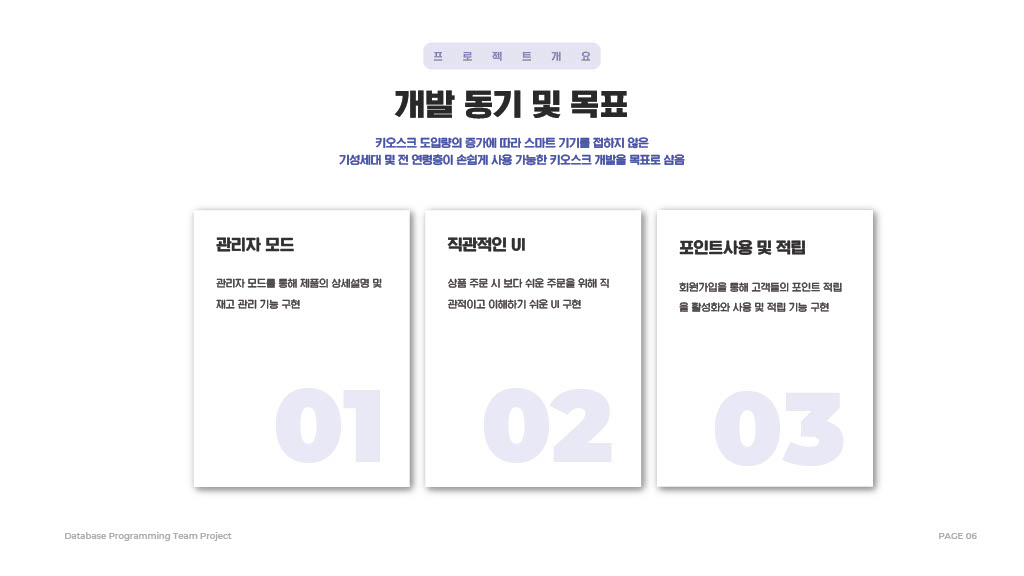 프 로 젝 트 개 요
개발 동기 및 목표
키오스크 도입량의 증가에 따라 스마트 기기를 접하지 않은
기성세대 및 전 연령층이 손쉽게 사용 가능한 키오스크 개발을 목표로 삼음
관리자 모드
관리자 모드를 통해 제품의 상세설명 및
재고 관리 기능 구현
01
직관적인 UI
상품 주문 시 보다 쉬운 주문을 위해 직
관적이고 이해하기 쉬운 UI 구현
02
포인트사용 및 적립
회원가입을 통해 고객들의 포인트 적립
을 활성화와 사용 및 적립 기능 구현
03
Database Programming Team Project
PAGE 06